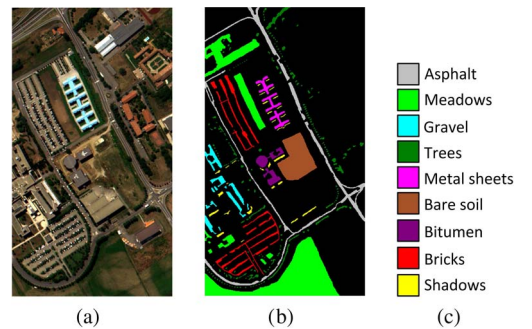 Asphalt
Meadows
Gravel
Trees
Metal sheets
Bare soil
Bitumen
Bricks
Shadows
(a)
(b)
(c)